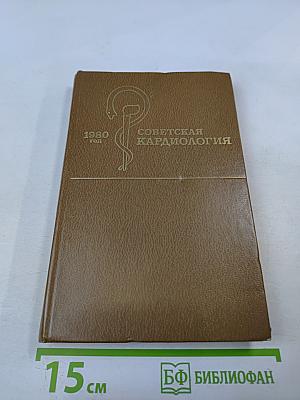 1980
год
СОВЕТСКАЯ
КАРДИОЛОГИЯ
15 см
БФ БИБЛИОФАН